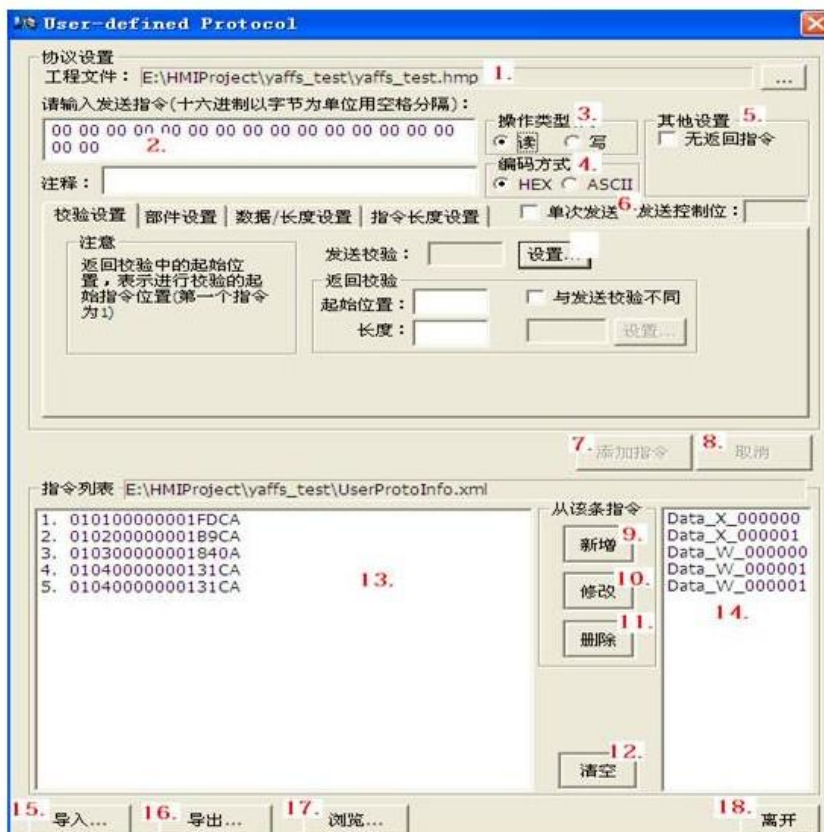 User-defined Protocol
协议设置
工程文件： E:\HMIProject\yaffs_test\yaffs_test.hmp 1. ...
请输入发送指令(十六进制以字节为单位用空格分隔)：
00 00 00 00 00 00 00 00 00 00 00 00 00 00 00
00 00 2.
操作类型 3.
读 写
其他设置 5.
无返回指令
编码方式 4.
HEX ASCII
注释：
校验设置 部件设置 数据/长度设置 指令长度设置
单次发送 6. 发送控制位：
注意
返回校验中的起始位
置，表示进行校验的起
始指令位置(第一个指令
为1)
发送校验： 设置...
返回校验
起始位置： 与发送校验不同
长度： 设置...
7. 添加指令 8. 取消
指令列表 E:\HMIProject\yaffs_test\UserProtoInfo.xml
1. 010100000001FDCA
2. 010200000001B9CA
3. 010300000001840A
4. 010400000000131CA
5. 010400000000131CA
13.
从该条指令
新增 9.
修改 10.
删除 11.
清空 12.
Data_X_000000
Data_X_000001
Data_W_000000
Data_W_000001
Data_W_000001
14.
15. 导入... 16. 导出... 17. 浏览... 18. 离开